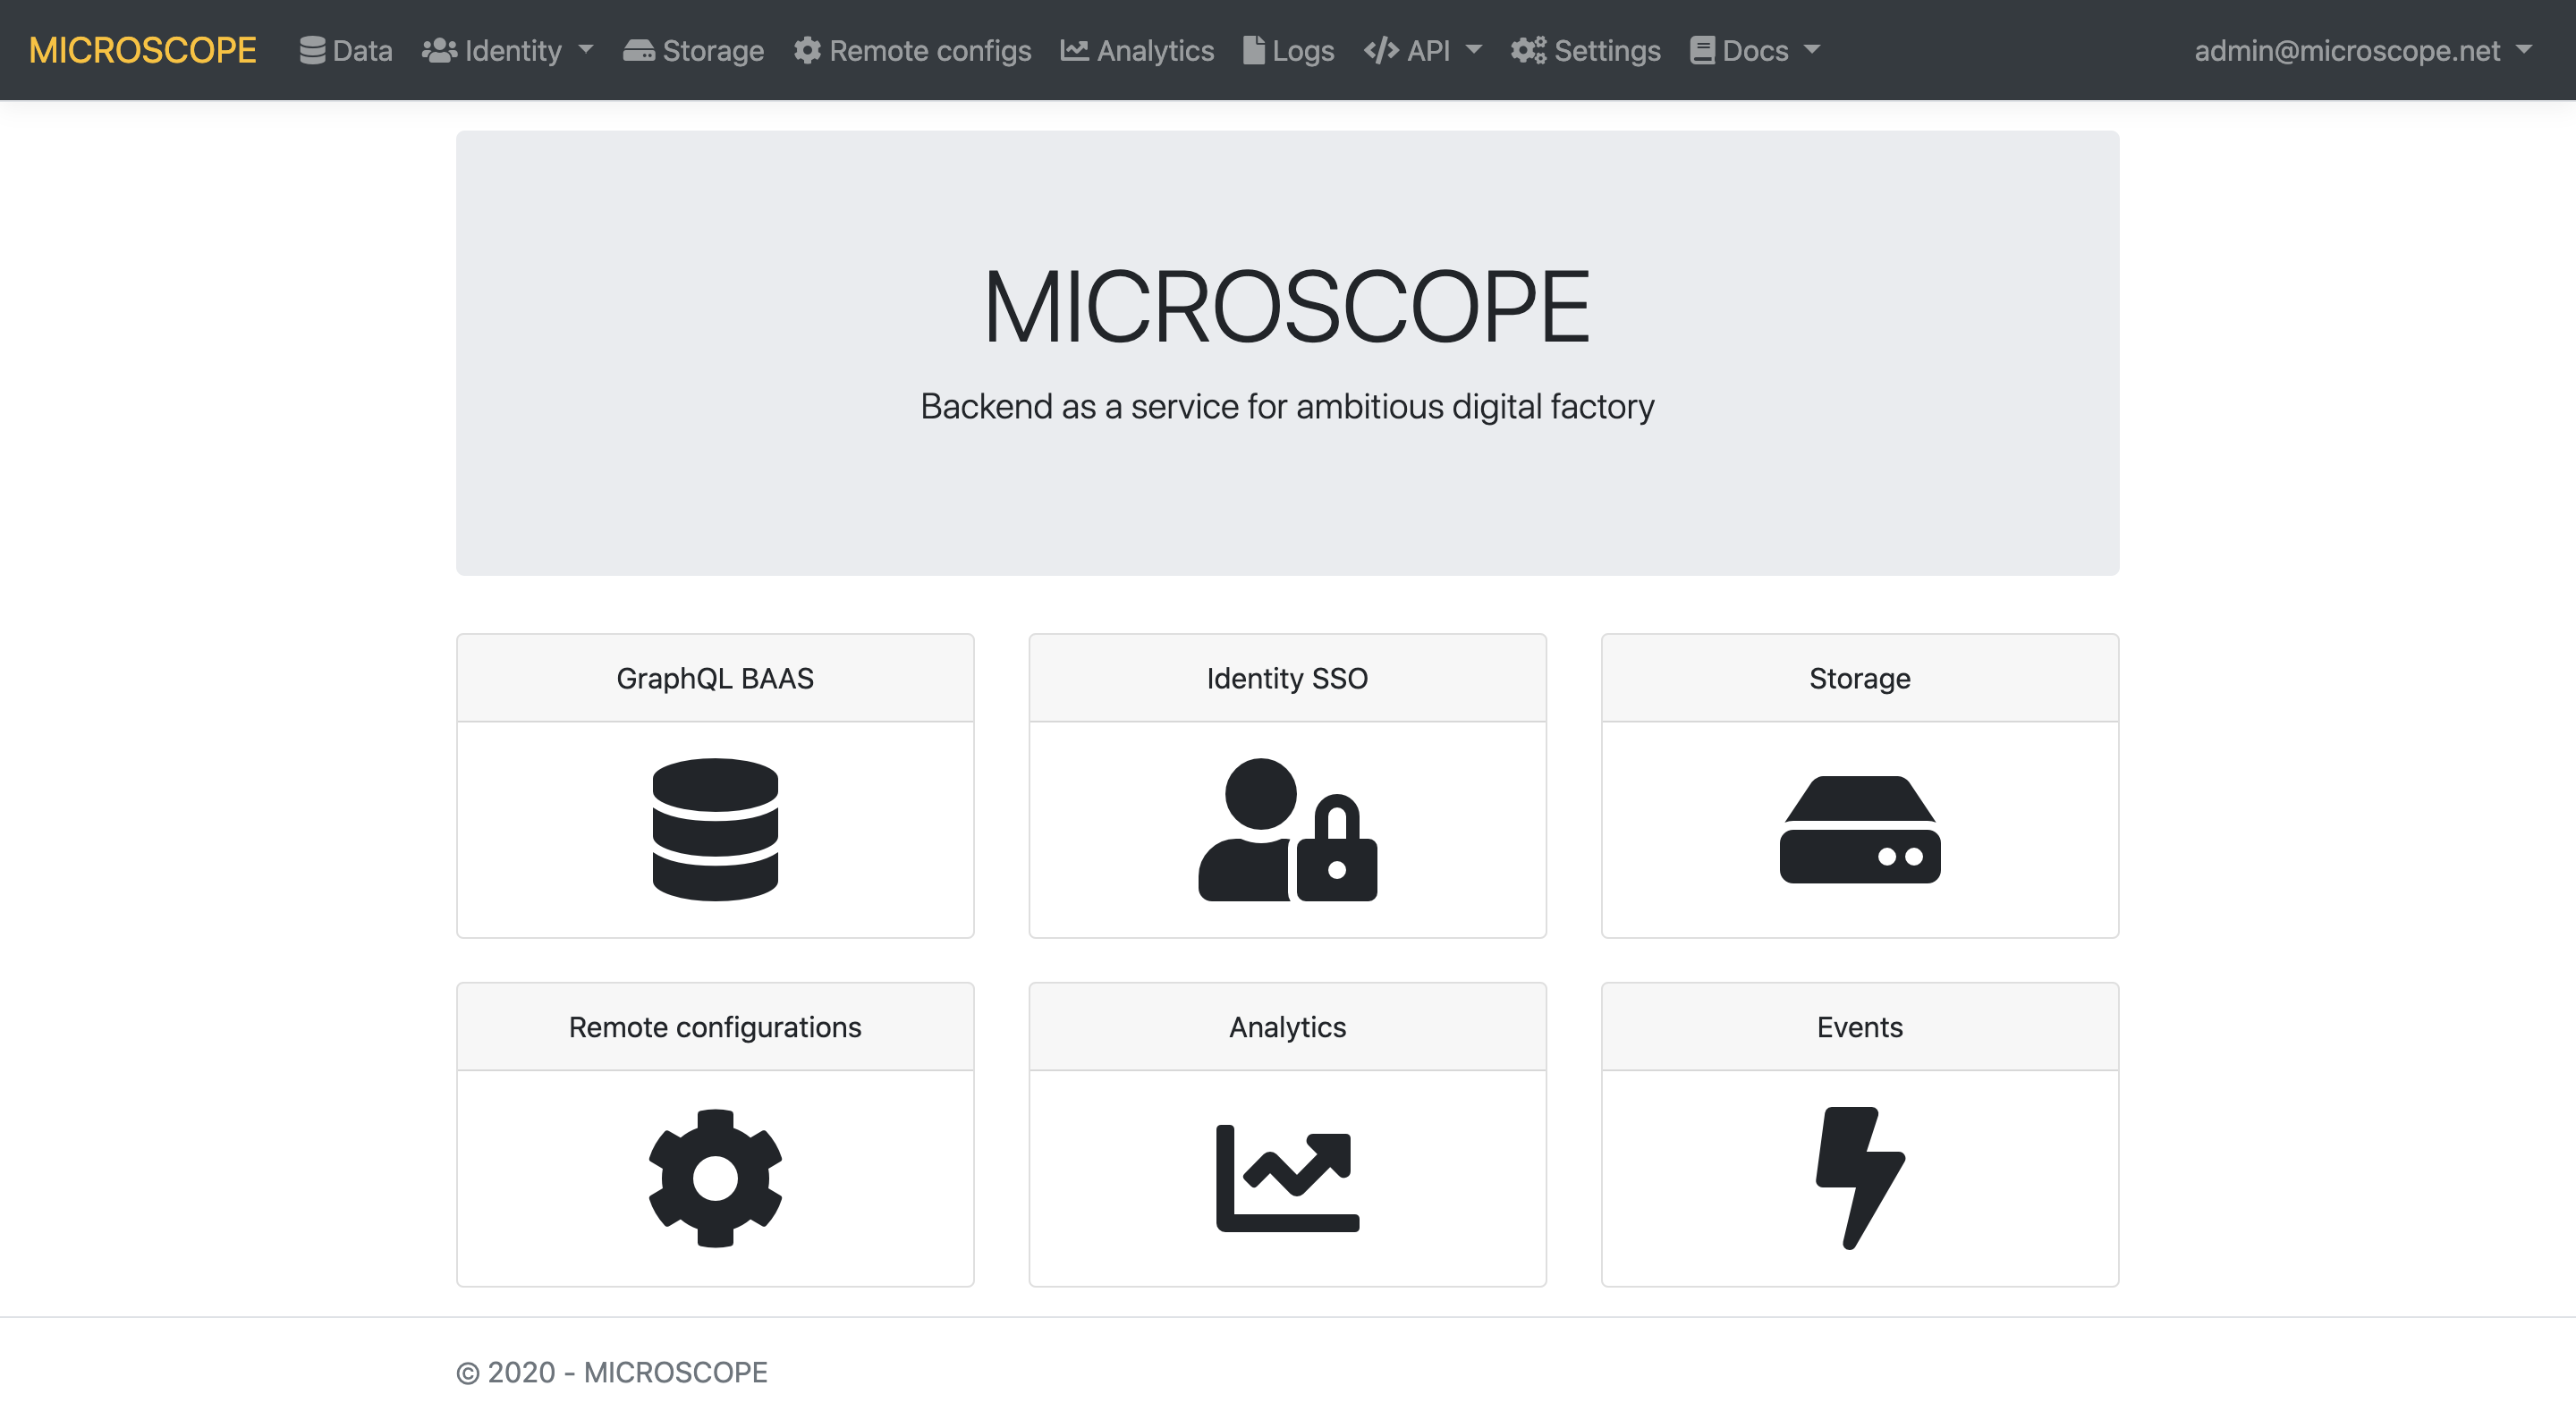 MICROSCOPE Data Identity Storage Remote configs Analytics Logs API Settings Docs admin@microscope.net
MICROSCOPE
Backend as a service for ambitious digital factory
GraphQL BAAS
Identity SSO
Storage
Remote configurations
Analytics
Events
© 2020 - MICROSCOPE